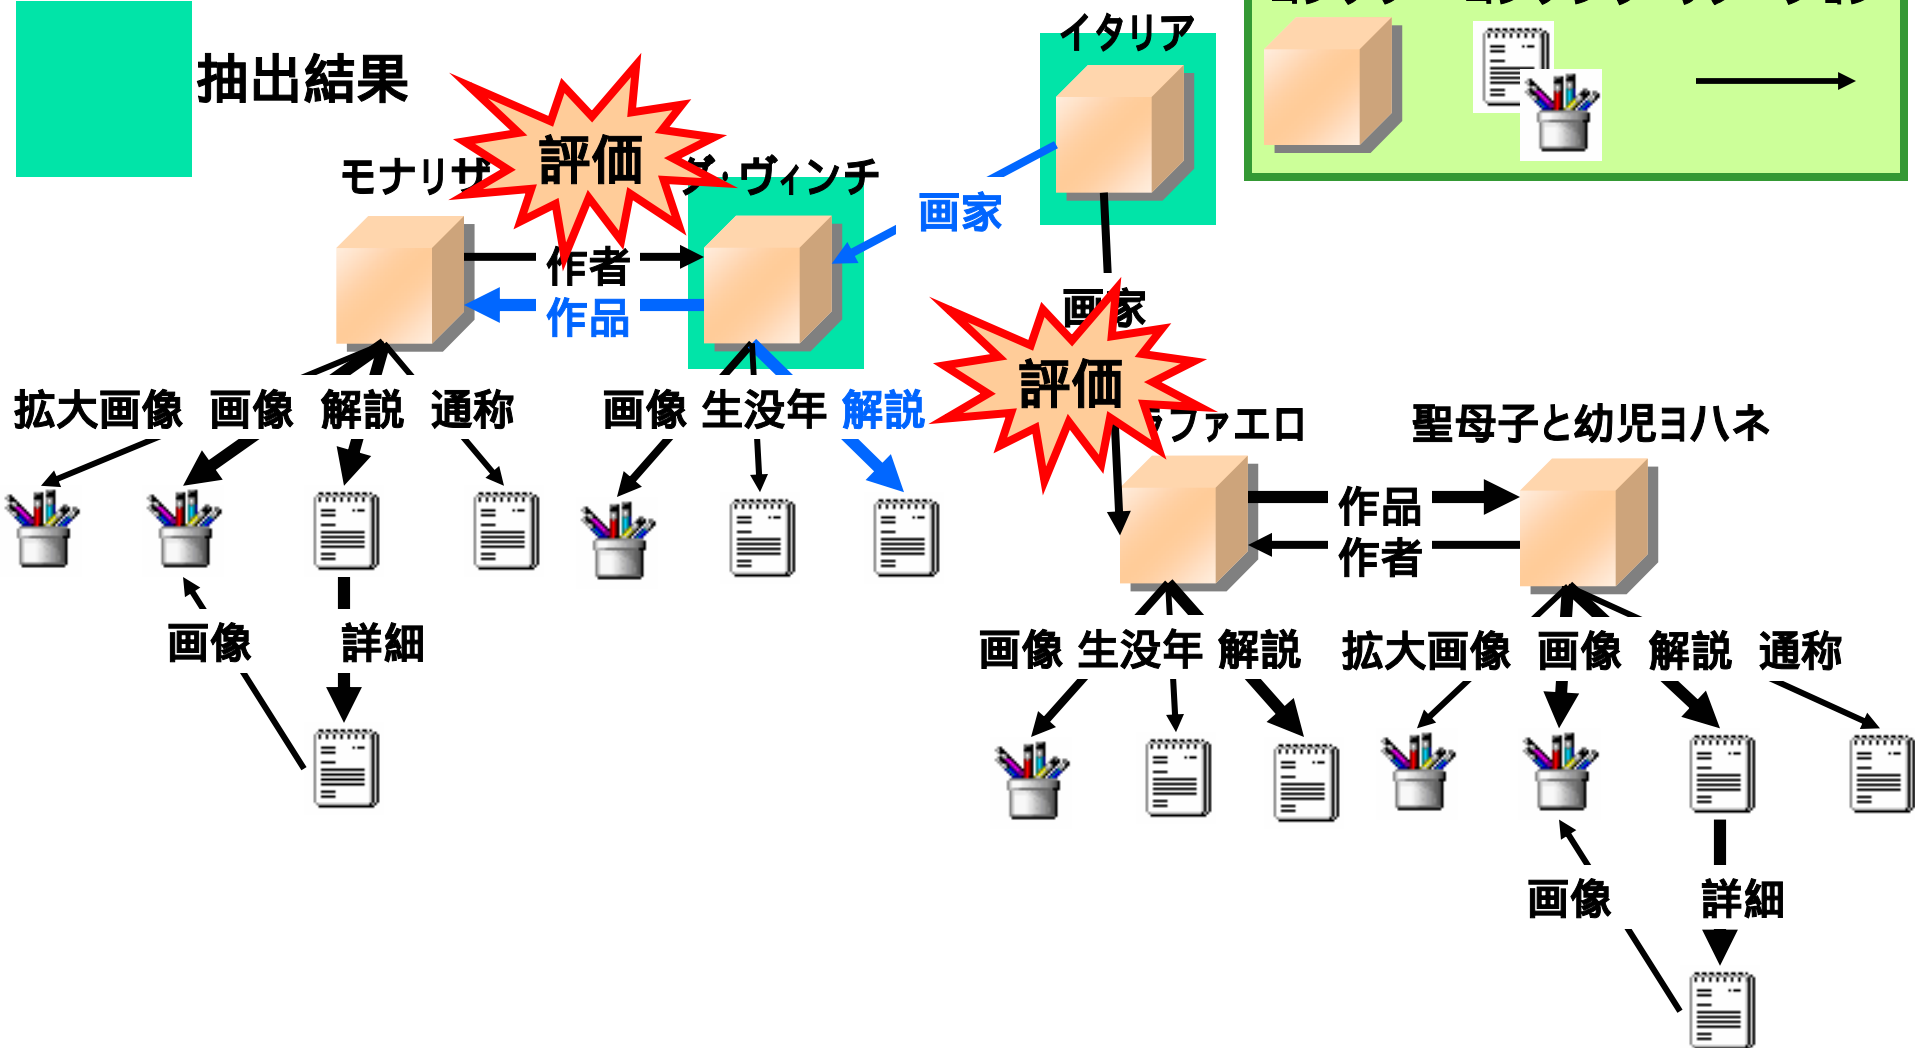 抽出結果
イタリア
評価
モナリザ
ダ・ヴィンチ
画家
作者
作品
画家
評価
拡大画像 画像 解説 通称
画像 生没年 解説
ラファエロ
聖母子と幼児ヨハネ
作品
作者
画像 詳細
画像 生没年 解説
拡大画像 画像 解説 通称
画像 詳細